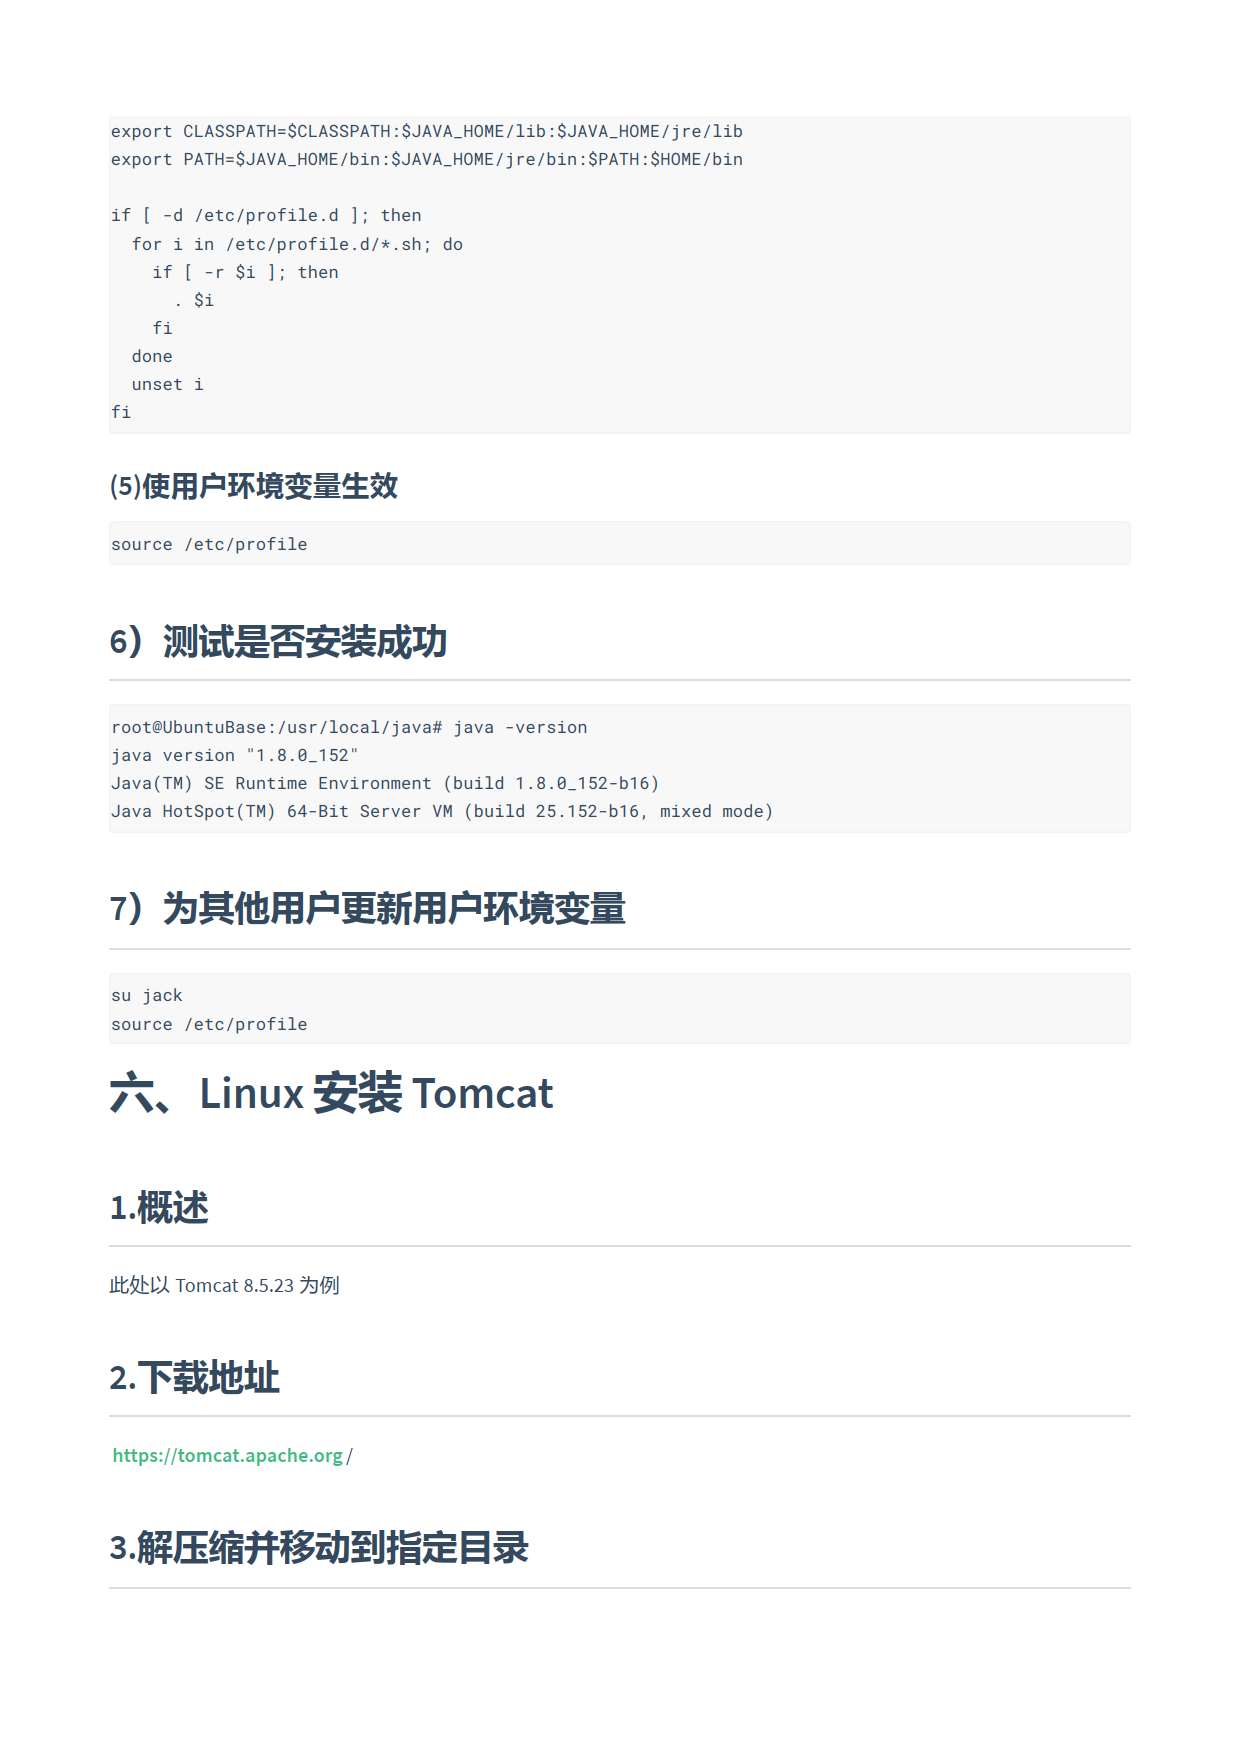 export CLASSPATH=$CLASSPATH:$JAVA_HOME/lib:$JAVA_HOME/jre/lib
export PATH=$JAVA_HOME/bin:$JAVA_HOME/jre/bin:$PATH:$HOME/bin

if [ -d /etc/profile.d ]; then
  for i in /etc/profile.d/*.sh; do
    if [ -r $i ]; then
      . $i
    fi
  done
  unset i
fi
(5)使用户环境变量生效
source /etc/profile
6）测试是否安装成功
root@UbuntuBase:/usr/local/java# java -version
java version "1.8.0_152"
Java(TM) SE Runtime Environment (build 1.8.0_152-b16)
Java HotSpot(TM) 64-Bit Server VM (build 25.152-b16, mixed mode)
7）为其他用户更新用户环境变量
su jack
source /etc/profile
六、Linux 安装 Tomcat
1.概述
此处以 Tomcat 8.5.23 为例
2.下载地址
https://tomcat.apache.org/
3.解压缩并移动到指定目录